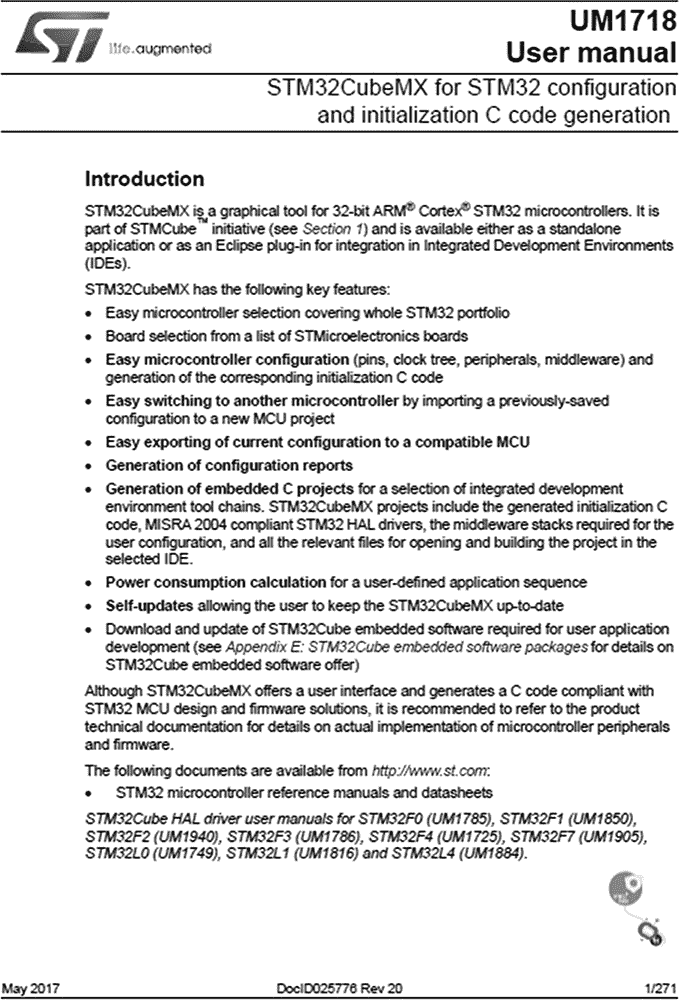 UM1718
life.augmented
User manual
STM32CubeMX for STM32 configuration
and initialization C code generation
Introduction
STM32CubeMX is a graphical tool for 32-bit ARM® Cortex® STM32 microcontrollers. It is
part of STMCube™ initiative (see Section 1) and is available either as a standalone
application or as an Eclipse plug-in for integration in Integrated Development Environments
(IDEs).
STM32CubeMX has the following key features:
• Easy microcontroller selection covering whole STM32 portfolio
• Board selection from a list of STMicroelectronics boards
• Easy microcontroller configuration (pins, clock tree, peripherals, middleware) and
generation of the corresponding initialization C code
• Easy switching to another microcontroller by importing a previously-saved
configuration to a new MCU project
• Easy exporting of current configuration to a compatible MCU
• Generation of configuration reports
• Generation of embedded C projects for a selection of integrated development
environment tool chains. STM32CubeMX projects include the generated initialization C
code, MISRA 2004 compliant STM32 HAL drivers, the middleware stacks required for the
user configuration, and all the relevant files for opening and building the project in the
selected IDE.
• Power consumption calculation for a user-defined application sequence
• Self-updates allowing the user to keep the STM32CubeMX up-to-date
• Download and update of STM32Cube embedded software required for user application
development (see Appendix E: STM32Cube embedded software packages for details on
STM32Cube embedded software offer)
Although STM32CubeMX offers a user interface and generates a C code compliant with
STM32 MCU design and firmware solutions, it is recommended to refer to the product
technical documentation for details on actual implementation of microcontroller peripherals
and firmware.
The following documents are available from http://www.st.com:
• STM32 microcontroller reference manuals and datasheets
STM32Cube HAL driver user manuals for STM32F0 (UM1785), STM32F1 (UM1850),
STM32F2 (UM1940), STM32F3 (UM1786), STM32F4 (UM1725), STM32F7 (UM1905),
STM32L0 (UM1749), STM32L1 (UM1816) and STM32L4 (UM1884).
May 2017 DocID025776 Rev 20 1/271